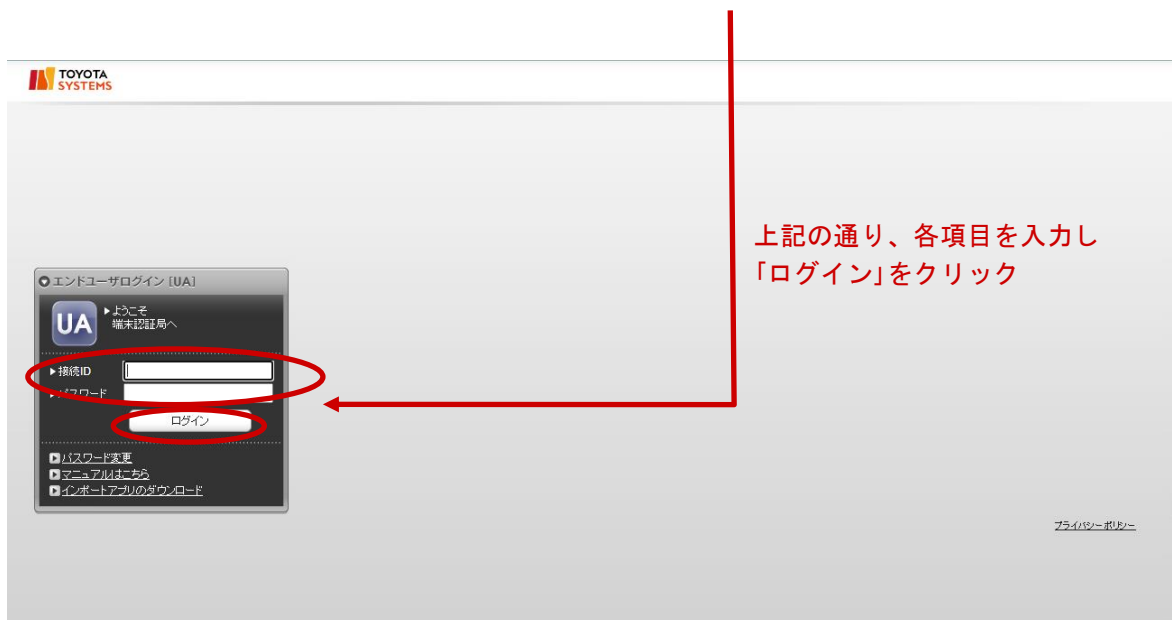 TOYOTA
SYSTEMS
上記の通り、各項目を入力し
「ログイン」をクリック
エンドユーザログイン [UA]
UA
ようこそ
端末認証局へ
接続ID
パスワード
ログイン
パスワード変更
マニュアルはこちら
インポートアプリのダウンロード
プライバシーポリシー